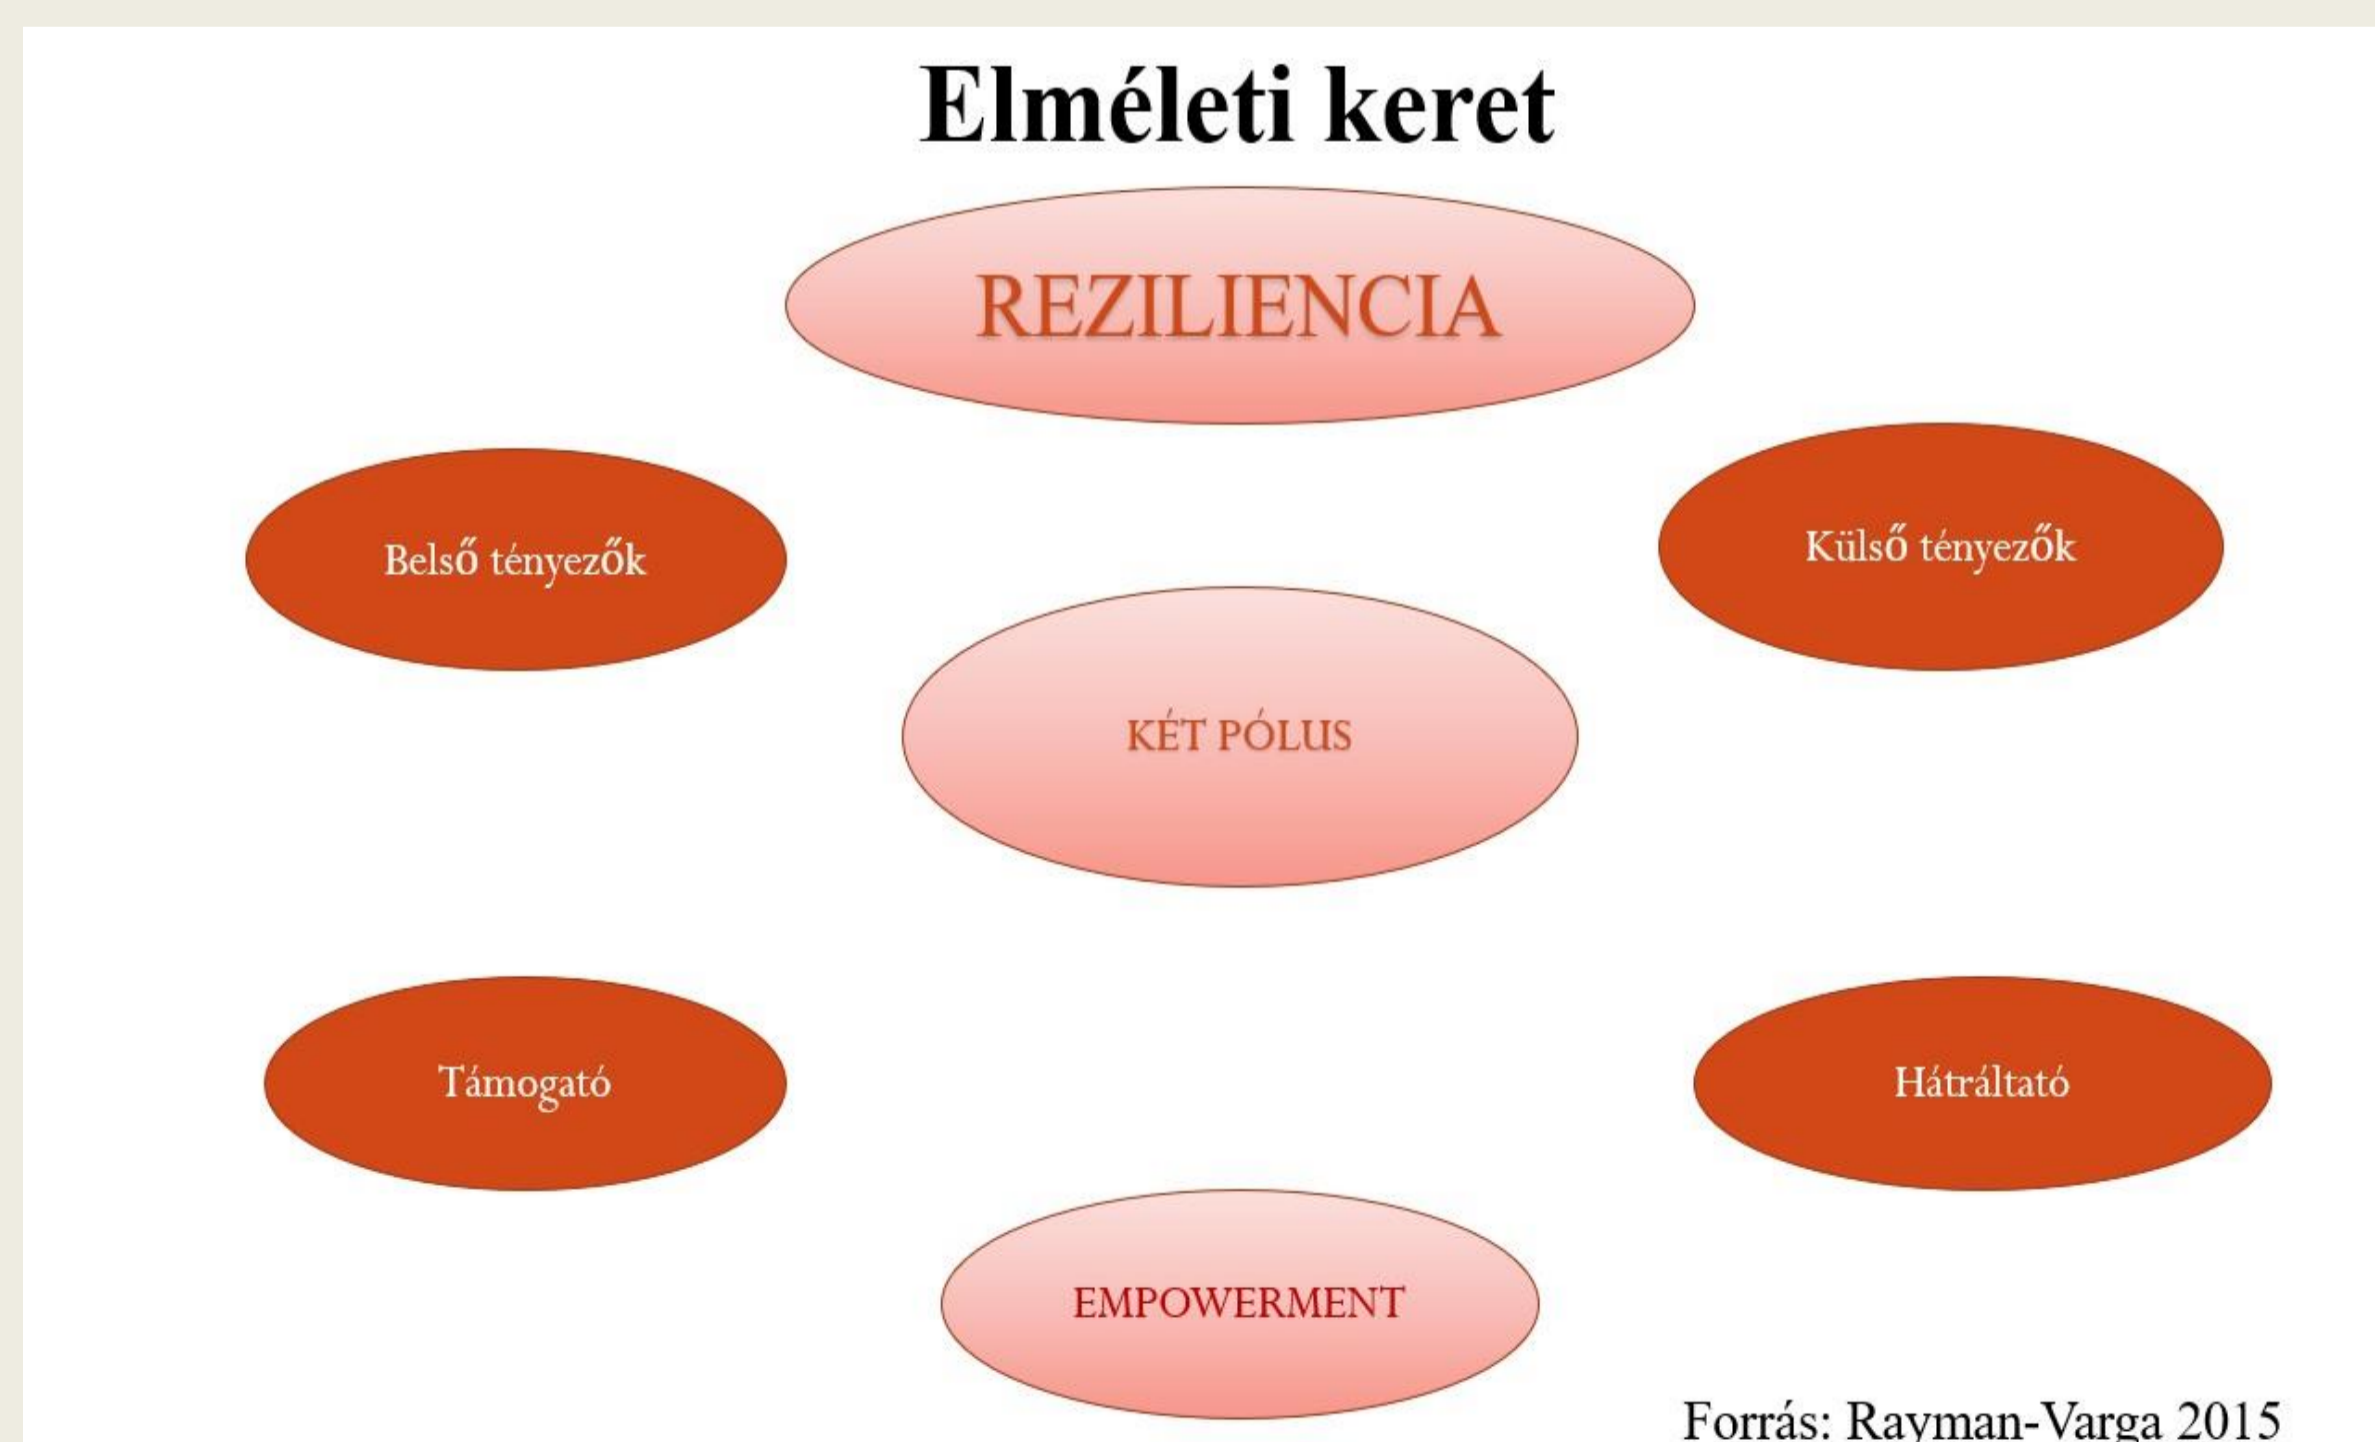 Elméleti keret
REZILIENCIA
Belső tényezők
Külső tényezők
KÉT PÓLUS
Támogató
Hátráltató
EMPOWERMENT
Forrás: Rayman-Varga 2015